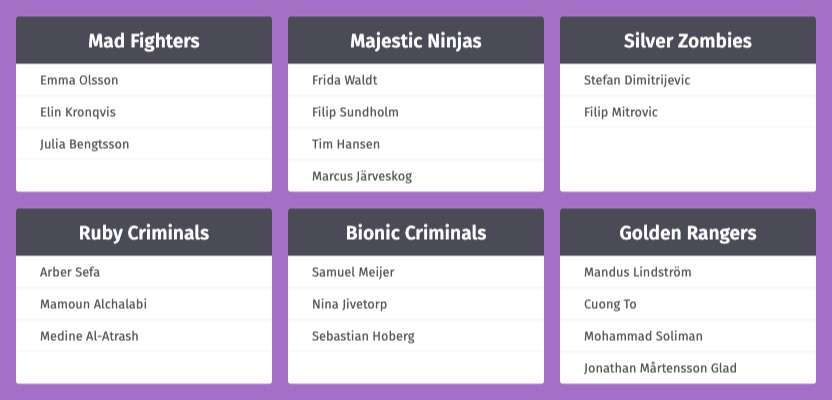 Mad Fighters
Emma Olsson
Elin Kronqvis
Julia Bengtsson
Majestic Ninjas
Frida Waldt
Filip Sundholm
Tim Hansen
Marcus Järveskog
Silver Zombies
Stefan Dimitrijevic
Filip Mitrovic
Ruby Criminals
Arber Sefa
Mamoun Alchalabi
Medine Al-Atrash
Bionic Criminals
Samuel Meijer
Nina Jivetorp
Sebastian Hoberg
Golden Rangers
Mandus Lindström
Cuong To
Mohammad Soliman
Jonathan Mårtensson Glad